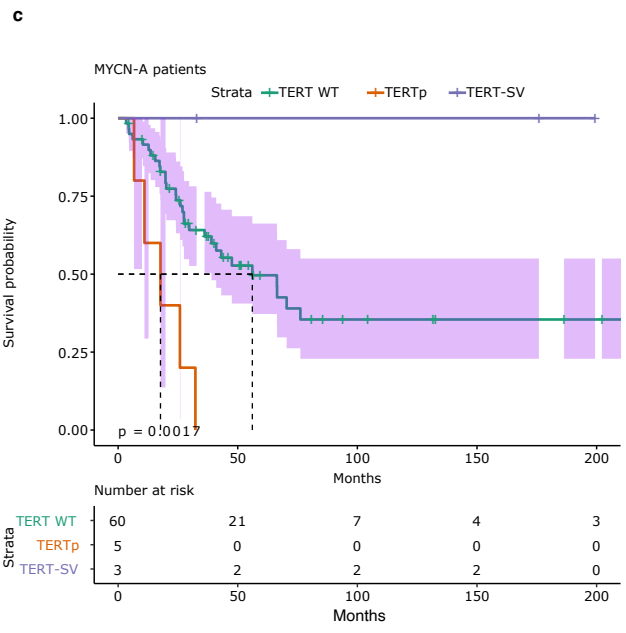 c
MYCN-A patients
Strata TERT WT TERTp TERT-SV
Survival probability
1.00
0.75
0.50
0.25
0.00
p = 0.0017
0 50 100 150 200
Months
Number at risk
Strata
TERT WT 60 21 7 4 3
TERTp 5 0 0 0 0
TERT-SV 3 2 2 2 0
0 50 100 150 200
Months